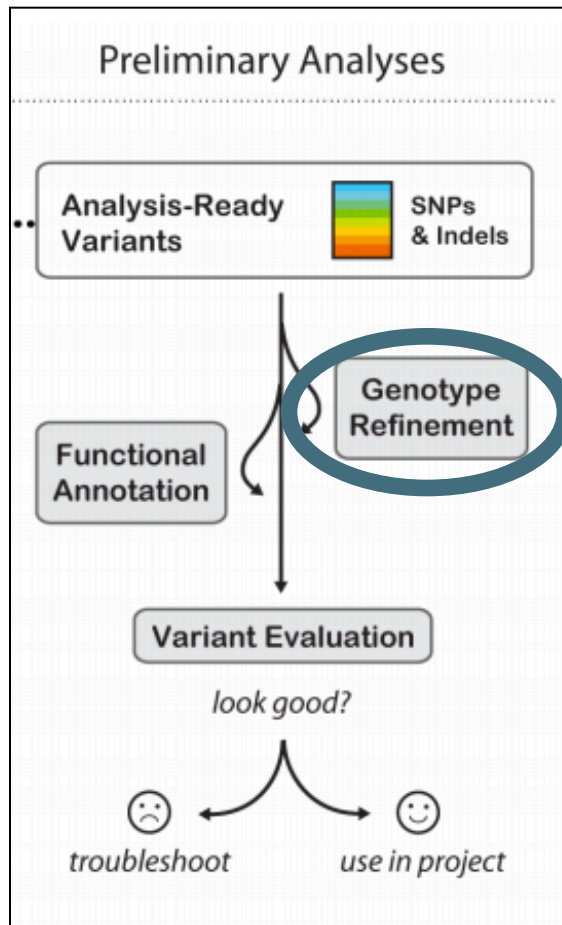 Preliminary Analyses
Analysis-Ready
Variants
SNPs
& Indels
Genotype
Refinement
Functional
Annotation
Variant Evaluation
look good?
troubleshoot
use in project